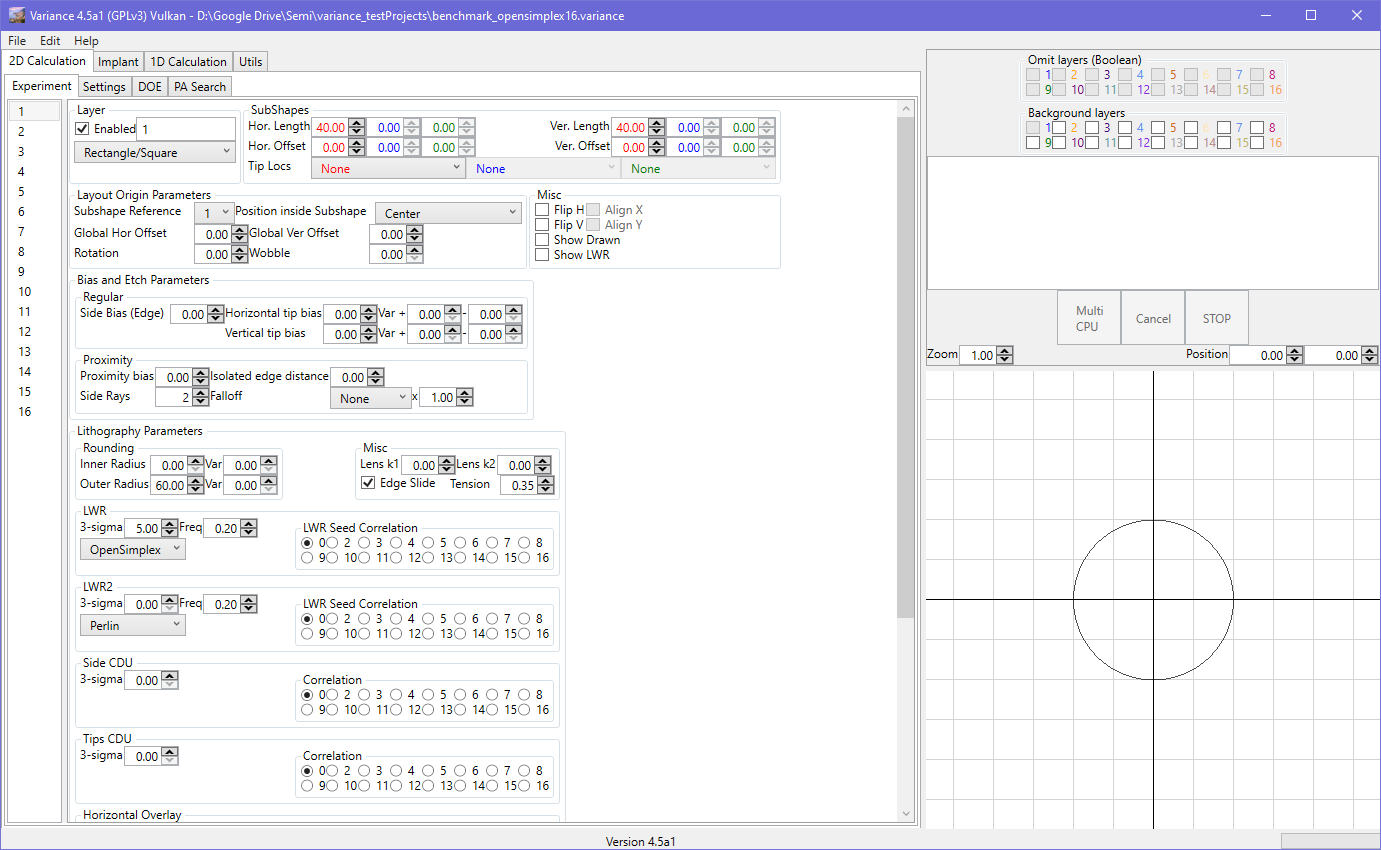 Variance 4.5a1 (GPLv3) Vulkan - D:\Google Drive\Semi\variance_testProjects\benchmark_opensimplex16.variance
File Edit Help
2D Calculation Implant 1D Calculation Utils
Experiment Settings DOE PA Search
1
2
3
4
5
6
7
8
9
10
11
12
13
14
15
16
Layer
Enabled 1
Rectangle/Square
SubShapes
Hor. Length 40.00 0.00 0.00 Ver. Length 40.00 0.00 0.00
Hor. Offset 0.00 0.00 0.00 Ver. Offset 0.00 0.00 0.00
Tip Locs None None None
Layout Origin Parameters
Subshape Reference 1 Position inside Subshape Center
Global Hor Offset 0.00 Global Ver Offset 0.00
Rotation 0.00 Wobble 0.00
Misc
Flip H Align X
Flip V Align Y
Show Drawn
Show LWR
Bias and Etch Parameters
Regular
Side Bias (Edge) 0.00 Horizontal tip bias 0.00 Var + 0.00 - 0.00
Vertical tip bias 0.00 Var + 0.00 - 0.00
Proximity
Proximity bias 0.00 Isolated edge distance 0.00
Side Rays 2 Falloff None x 1.00
Lithography Parameters
Rounding
Inner Radius 0.00 Var 0.00
Outer Radius 60.00 Var 0.00
Misc
Lens k1 0.00 Lens k2 0.00
Edge Slide Tension 0.35
LWR
3-sigma 5.00 Freq 0.20
OpenSimplex
LWR Seed Correlation
0 2 3 4 5 6 7 8
9 10 11 12 13 14 15 16
LWR2
3-sigma 0.00 Freq 0.20
Perlin
LWR Seed Correlation
0 2 3 4 5 6 7 8
9 10 11 12 13 14 15 16
Side CDU
3-sigma 0.00
Correlation
0 2 3 4 5 6 7 8
9 10 11 12 13 14 15 16
Tips CDU
3-sigma 0.00
Correlation
0 2 3 4 5 6 7 8
9 10 11 12 13 14 15 16
Horizontal Overlay
Omit layers (Boolean)
1 2 3 4 5 6 7 8
9 10 11 12 13 14 15 16
Background layers
1 2 3 4 5 6 7 8
9 10 11 12 13 14 15 16
Multi CPU Cancel STOP
Zoom 1.00 Position 0.00 0.00
Version 4.5a1